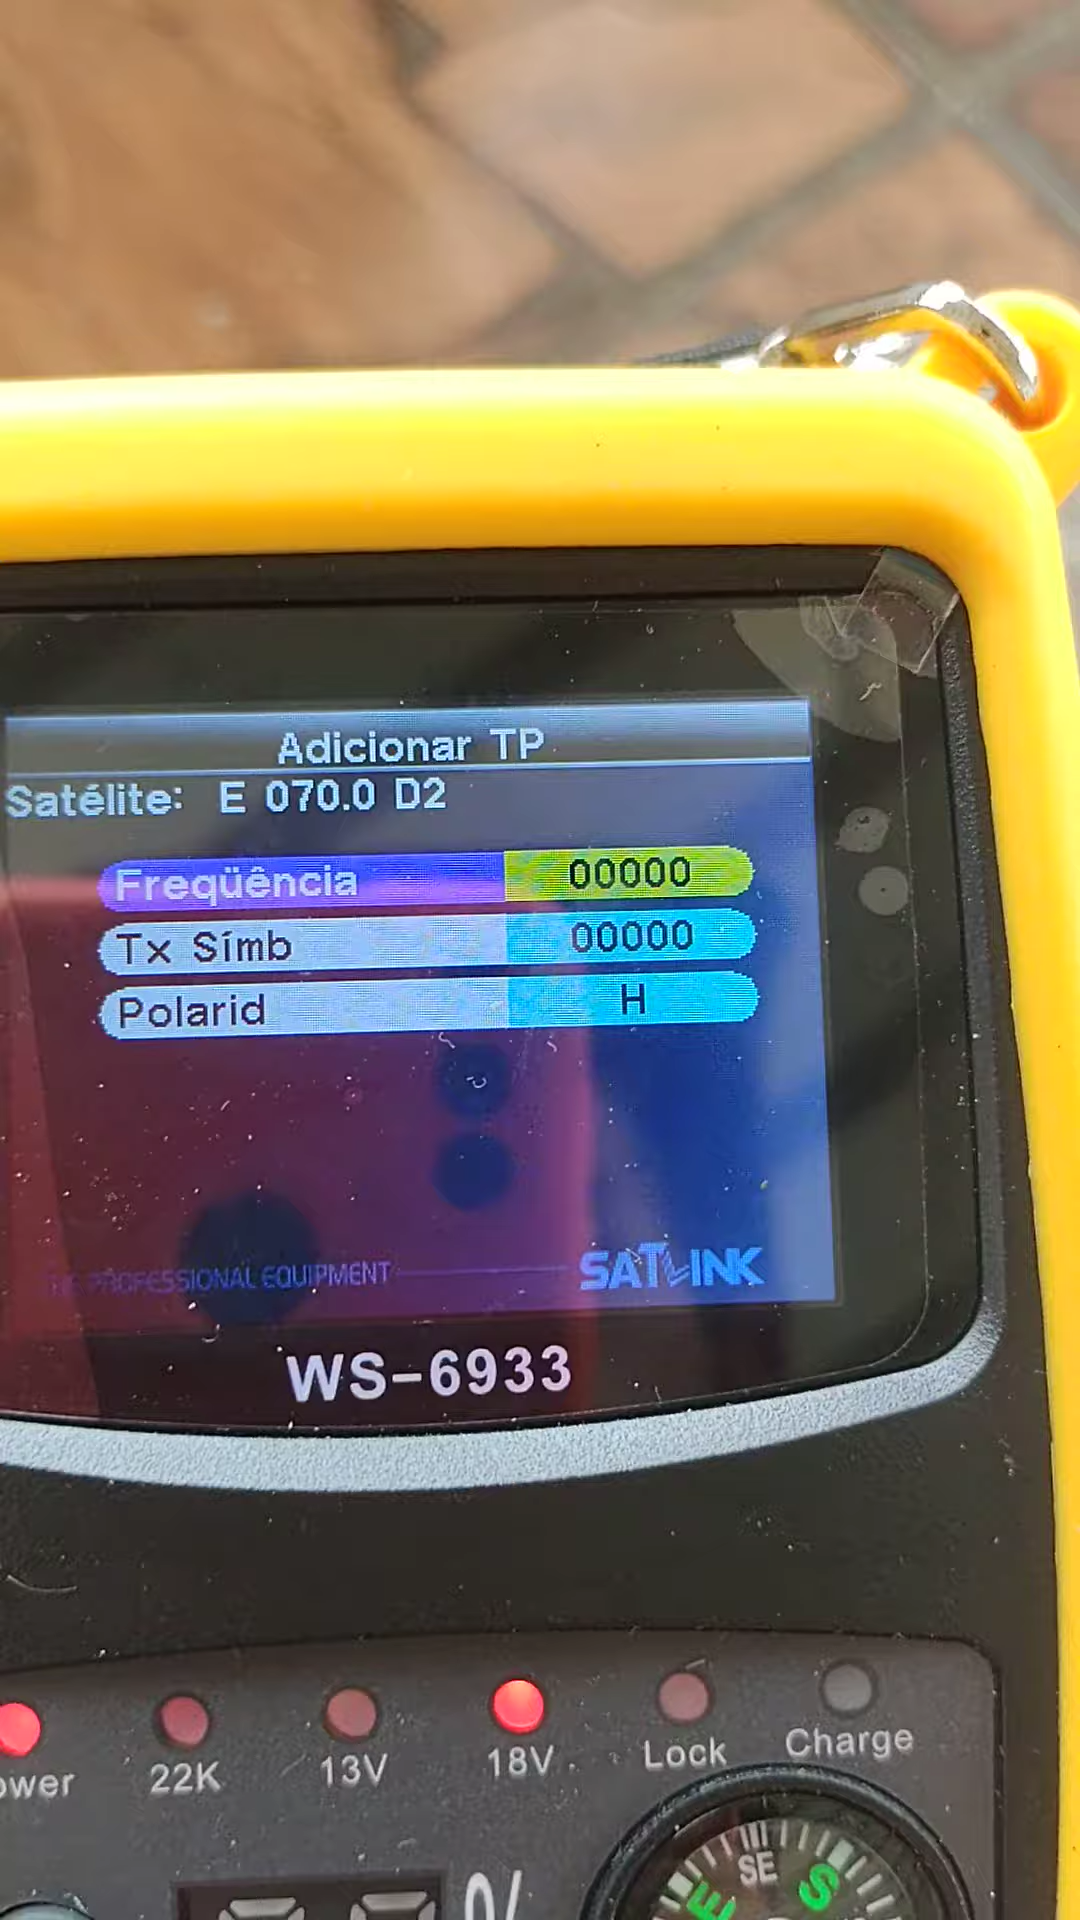 Adicionar TP
Satélite: E 070.0 D2
Freqüência 00000
Tx Símb 00000
Polarid H
PROFESSIONAL EQUIPMENT
SATLINK
WS-6933
22K
13V
18V
Lock
Charge
%
SE
E
S